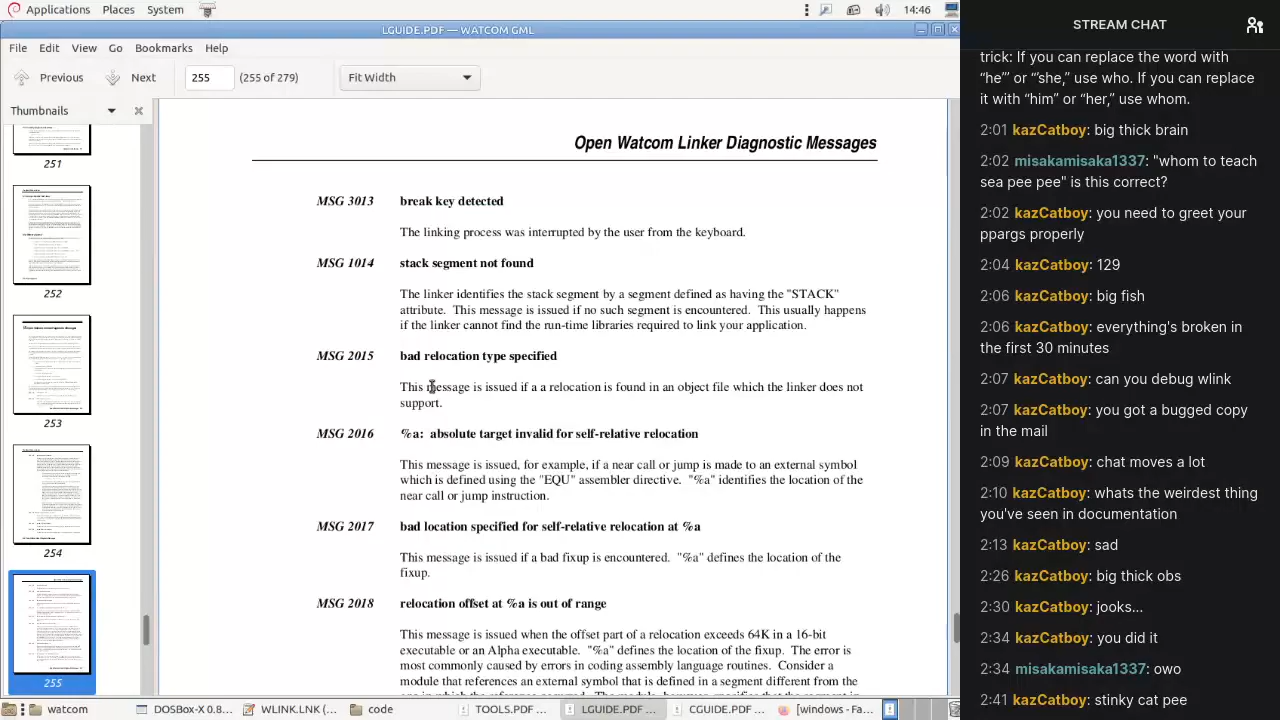 Applications Places System 14:46
LGUIDE.PDF — WATCOM GML
File Edit View Go Bookmarks Help
Previous Next 255 (255 of 279) Fit Width
Thumbnails
251
252
253
254
255
Open Watcom Linker Diagnostic Messages
MSG 3013 break key detected
The linking process was interrupted by the user from the keyboard.
MSG 1014 stack segment not found
The linker identifies the stack segment by a segment defined as having the "STACK"
attribute. This message is issued if no such segment is encountered. This usually happens
if the linker cannot find the run-time libraries required to link your application.
MSG 2015 bad relocation type specified
This message is issued if a a relocation is found in an object file which the linker does not
support.
MSG 2016 %a: absolute target invalid for self-relative relocation
This message is issued, for example, if a near call or jump is made to an external symbol
which is defined using the "EQU" assembler directive. "%a" identifies the location of the
near call or jump instruction.
MSG 2017 bad location specified for self-relative relocation at %a
This message is issued if a bad fixup is encountered. "%a" defines the location of the
fixup.
MSG 2018 relocation offset at %a is out of range
This message is issued when the offset part of a relocation exceeds 64K in a 16-bit
executable or an Alpha executable. "%a" defines the location of the fixup. The error is
most commonly caused by errors in coding assembly language routines. Consider a
module that references an external symbol that is defined in a segment different from the
one in which the reference occurred. The module, however, specifies that the segment in
watcom DOSBOX-X 0.8... WLINK.LNK (... code TOOLS.PDF ... LGUIDE.PDF ... CGUIDE.PDF ... [windows - Fa...
STREAM CHAT
trick: If you can replace the word with
“he’” or “’she,” use who. If you can replace
it with “him” or “her,” use whom.
2:01 kazCatboy: big thick brain
2:02 misakamisaka1337: "whom to teach
sea pee pee" is this correct?
2:02 kazCatboy: you need to greet your
ppargs properly
2:04 kazCatboy: 129
2:06 kazCatboy: big fish
2:06 kazCatboy: everything's broken in
the first 30 minutes
2:07 kazCatboy: can you debug wlink
2:07 kazCatboy: you got a bugged copy
in the mail
2:09 kazCatboy: chat moves a lot
2:10 kazCatboy: whats the weirdest thing
you've seen in documentation
2:13 kazCatboy: sad
2:26 kazCatboy: big thick obs
2:30 kazCatboy: jooks...
2:34 kazCatboy: you did it
2:34 misakamisaka1337: owo
2:41 kazCatboy: stinky cat pee